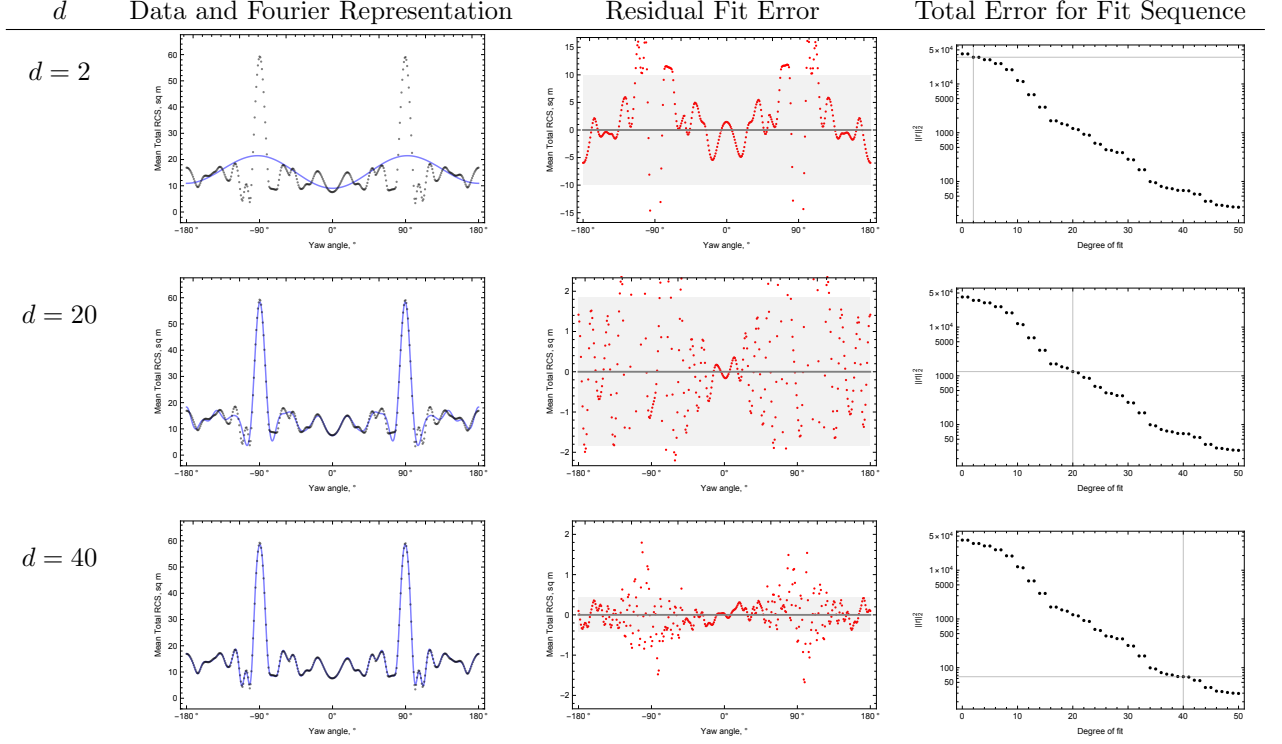 d Data and Fourier Representation Residual Fit Error Total Error for Fit Sequence
d = 2
Mean Total RCS, sq m
60
50
40
30
20
10
0
−180 ° −90 ° 0° 90 ° 180 °
Yaw angle, °
Mean Total RCS, sq m
15
10
5
0
−5
−10
−15
−180 ° −90 ° 0° 90 ° 180 °
Yaw angle, °
||r||₂²
5×10⁴
1×10⁴
5000
1000
500
100
50
0 10 20 30 40 50
Degree of fit
d = 20
Mean Total RCS, sq m
60
50
40
30
20
10
0
−180 ° −90 ° 0° 90 ° 180 °
Yaw angle, °
Mean Total RCS, sq m
2
1
0
−1
−2
−180 ° −90 ° 0° 90 ° 180 °
Yaw angle, °
||r||₂²
5×10⁴
1×10⁴
5000
1000
500
100
50
0 10 20 30 40 50
Degree of fit
d = 40
Mean Total RCS, sq m
60
50
40
30
20
10
0
−180 ° −90 ° 0° 90 ° 180 °
Yaw angle, °
Mean Total RCS, sq m
2
1
0
−1
−2
−180 ° −90 ° 0° 90 ° 180 °
Yaw angle, °
||r||₂²
5×10⁴
1×10⁴
5000
1000
500
100
50
0 10 20 30 40 50
Degree of fit